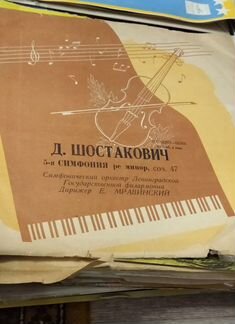 Д. ШОСТАКОВИЧ
5-я СИМФОНИЯ ре минор, соч. 47
Симфонический оркестр Ленинградской
Государственной филармонии
Дирижер Е. МРАВИНСКИЙ